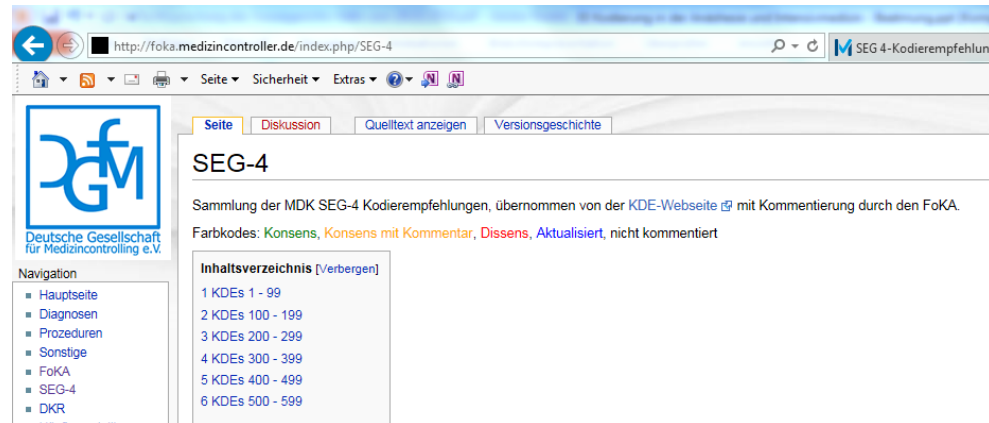 http://foka.medizincontroller.de/index.php/SEG-4
SEG 4-Kodierempfehlun
Seite Sicherheit Extras
DGfM
Deutsche Gesellschaft
für Medizincontrolling e.V.
Navigation
Hauptseite
Diagnosen
Prozeduren
Sonstige
FoKA
SEG-4
DKR
Seite Diskussion Quelltext anzeigen Versionsgeschichte
SEG-4
Sammlung der MDK SEG-4 Kodierempfehlungen, übernommen von der KDE-Webseite mit Kommentierung durch den FoKA.
Farbkodes: Konsens, Konsens mit Kommentar, Dissens, Aktualisiert, nicht kommentiert
Inhaltsverzeichnis [Verbergen]
1 KDEs 1 - 99
2 KDEs 100 - 199
3 KDEs 200 - 299
4 KDEs 300 - 399
5 KDEs 400 - 499
6 KDEs 500 - 599